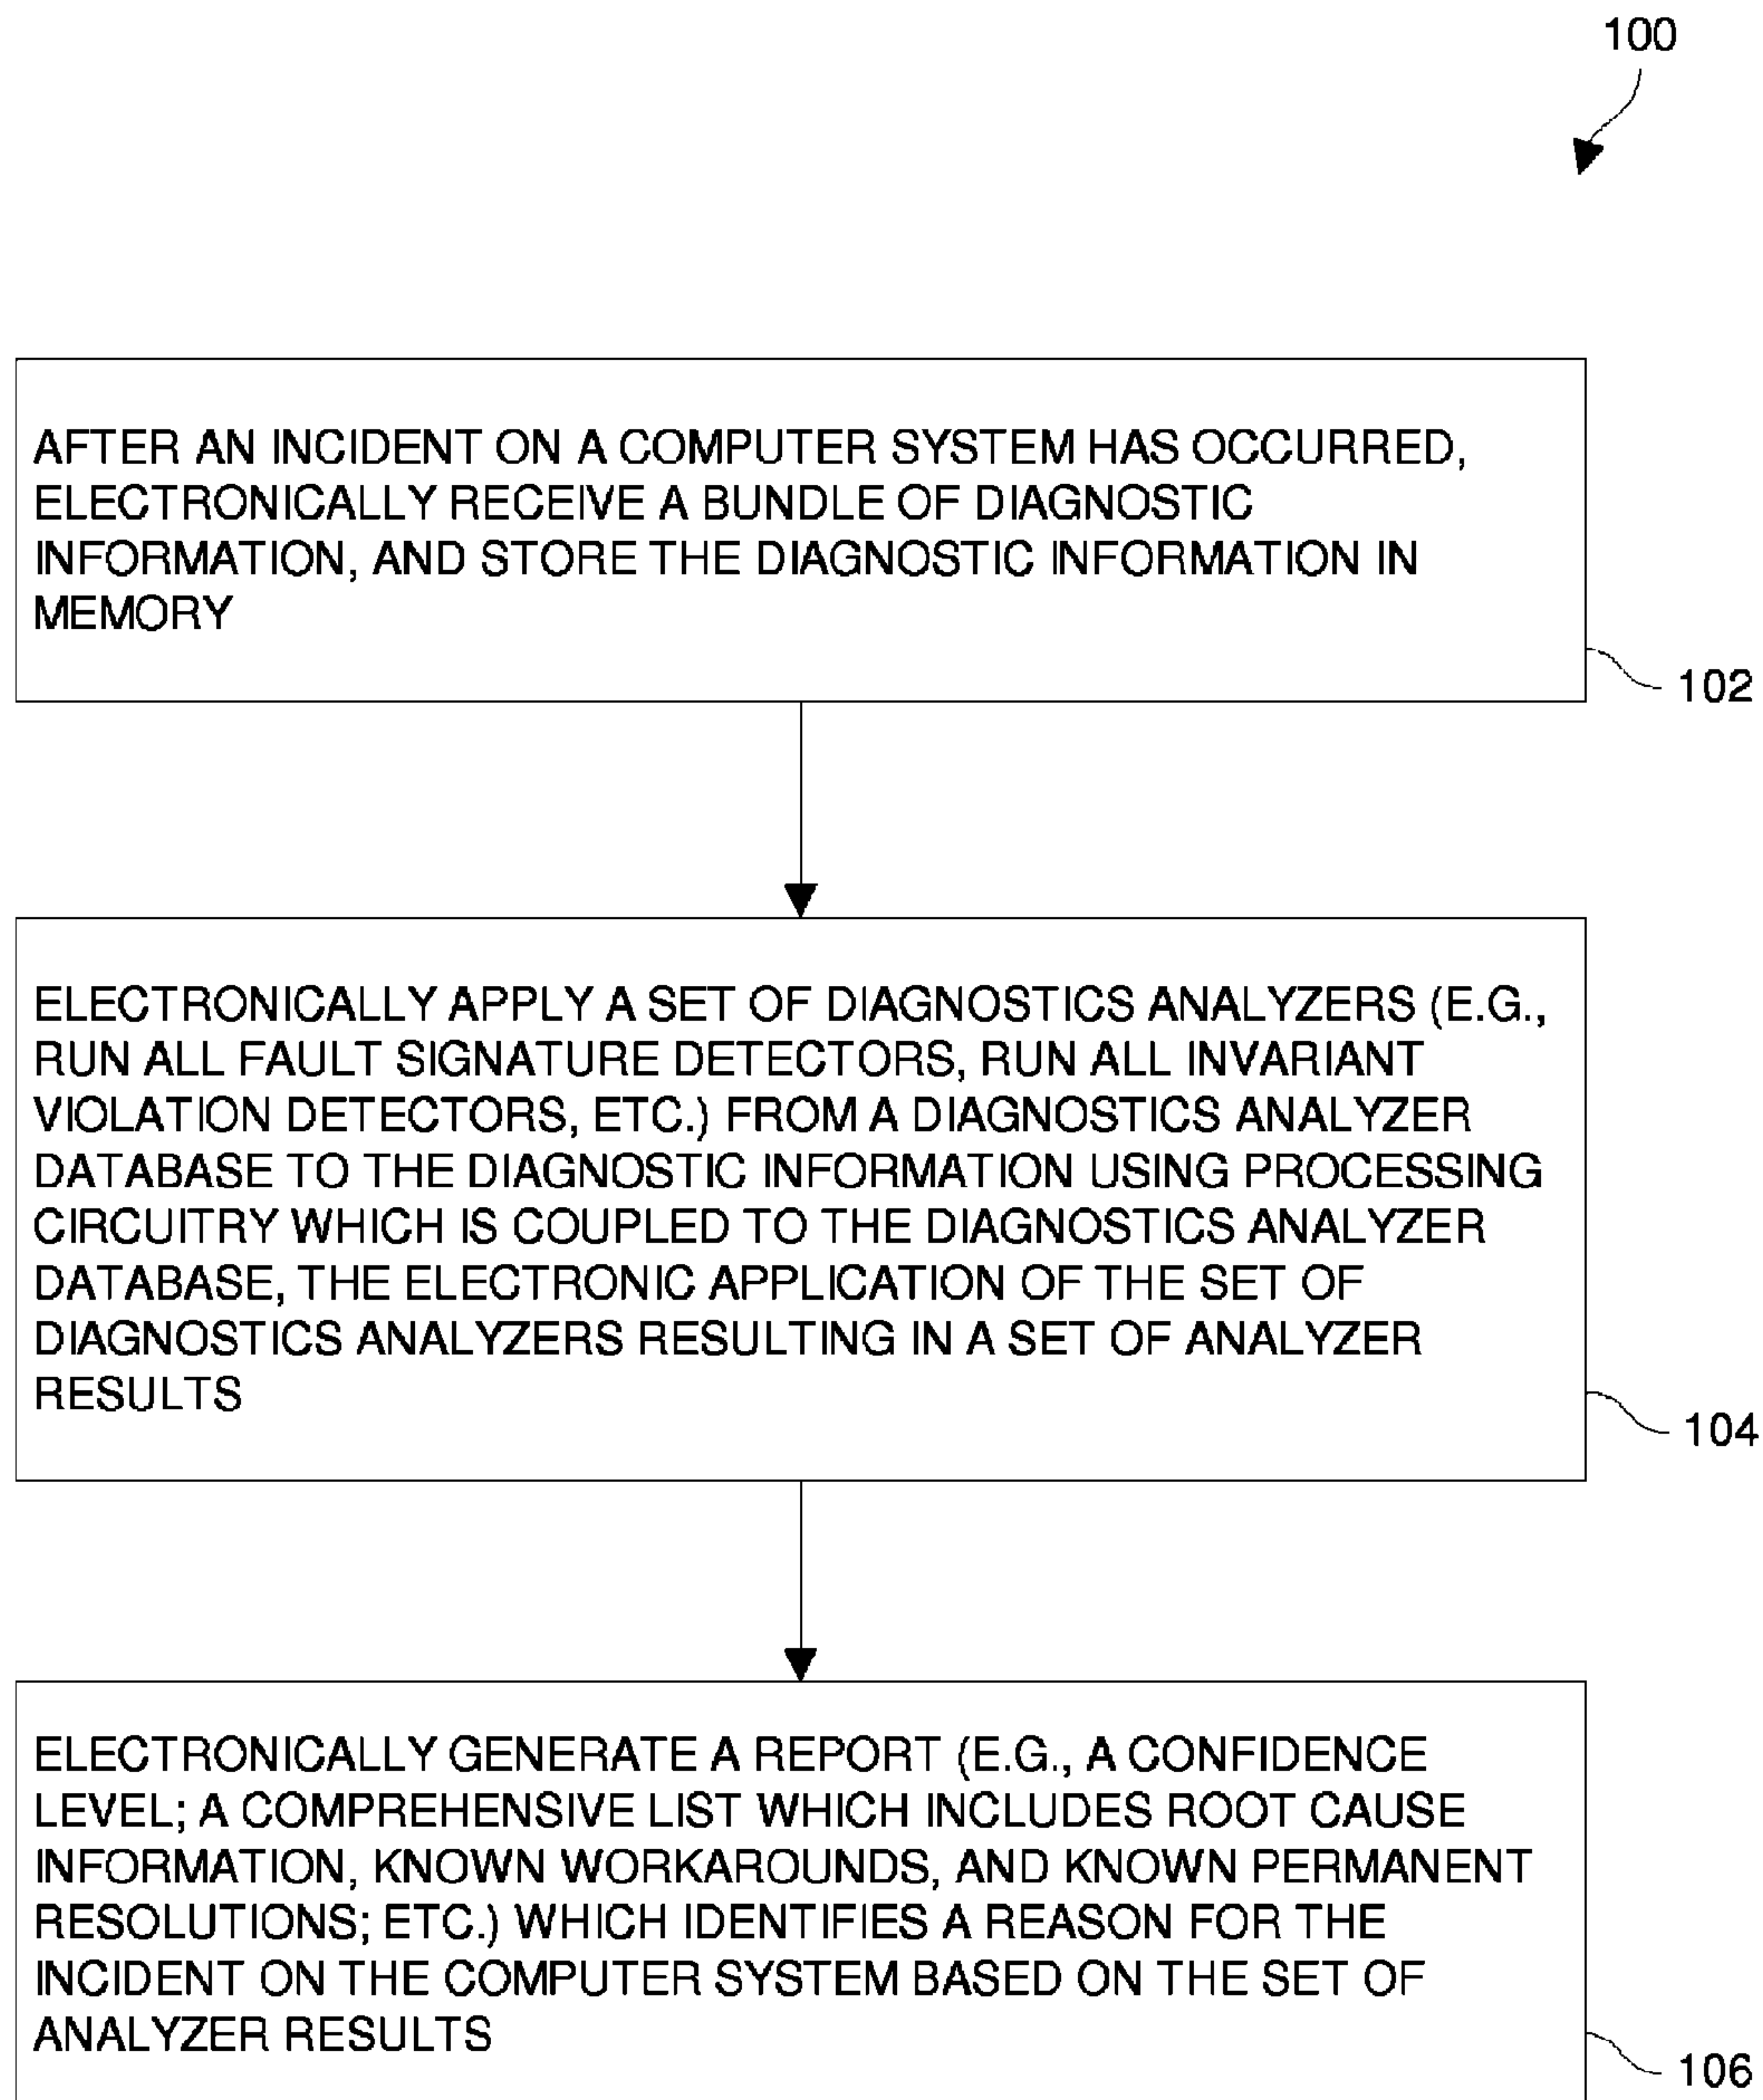 100
AFTER AN INCIDENT ON A COMPUTER SYSTEM HAS OCCURRED,
ELECTRONICALLY RECEIVE A BUNDLE OF DIAGNOSTIC
INFORMATION, AND STORE THE DIAGNOSTIC INFORMATION IN
MEMORY
102
ELECTRONICALLY APPLY A SET OF DIAGNOSTICS ANALYZERS (E.G.,
RUN ALL FAULT SIGNATURE DETECTORS, RUN ALL INVARIANT
VIOLATION DETECTORS, ETC.) FROM A DIAGNOSTICS ANALYZER
DATABASE TO THE DIAGNOSTIC INFORMATION USING PROCESSING
CIRCUITRY WHICH IS COUPLED TO THE DIAGNOSTICS ANALYZER
DATABASE, THE ELECTRONIC APPLICATION OF THE SET OF
DIAGNOSTICS ANALYZERS RESULTING IN A SET OF ANALYZER
RESULTS
104
ELECTRONICALLY GENERATE A REPORT (E.G., A CONFIDENCE
LEVEL; A COMPREHENSIVE LIST WHICH INCLUDES ROOT CAUSE
INFORMATION, KNOWN WORKAROUNDS, AND KNOWN PERMANENT
RESOLUTIONS; ETC.) WHICH IDENTIFIES A REASON FOR THE
INCIDENT ON THE COMPUTER SYSTEM BASED ON THE SET OF
ANALYZER RESULTS
106